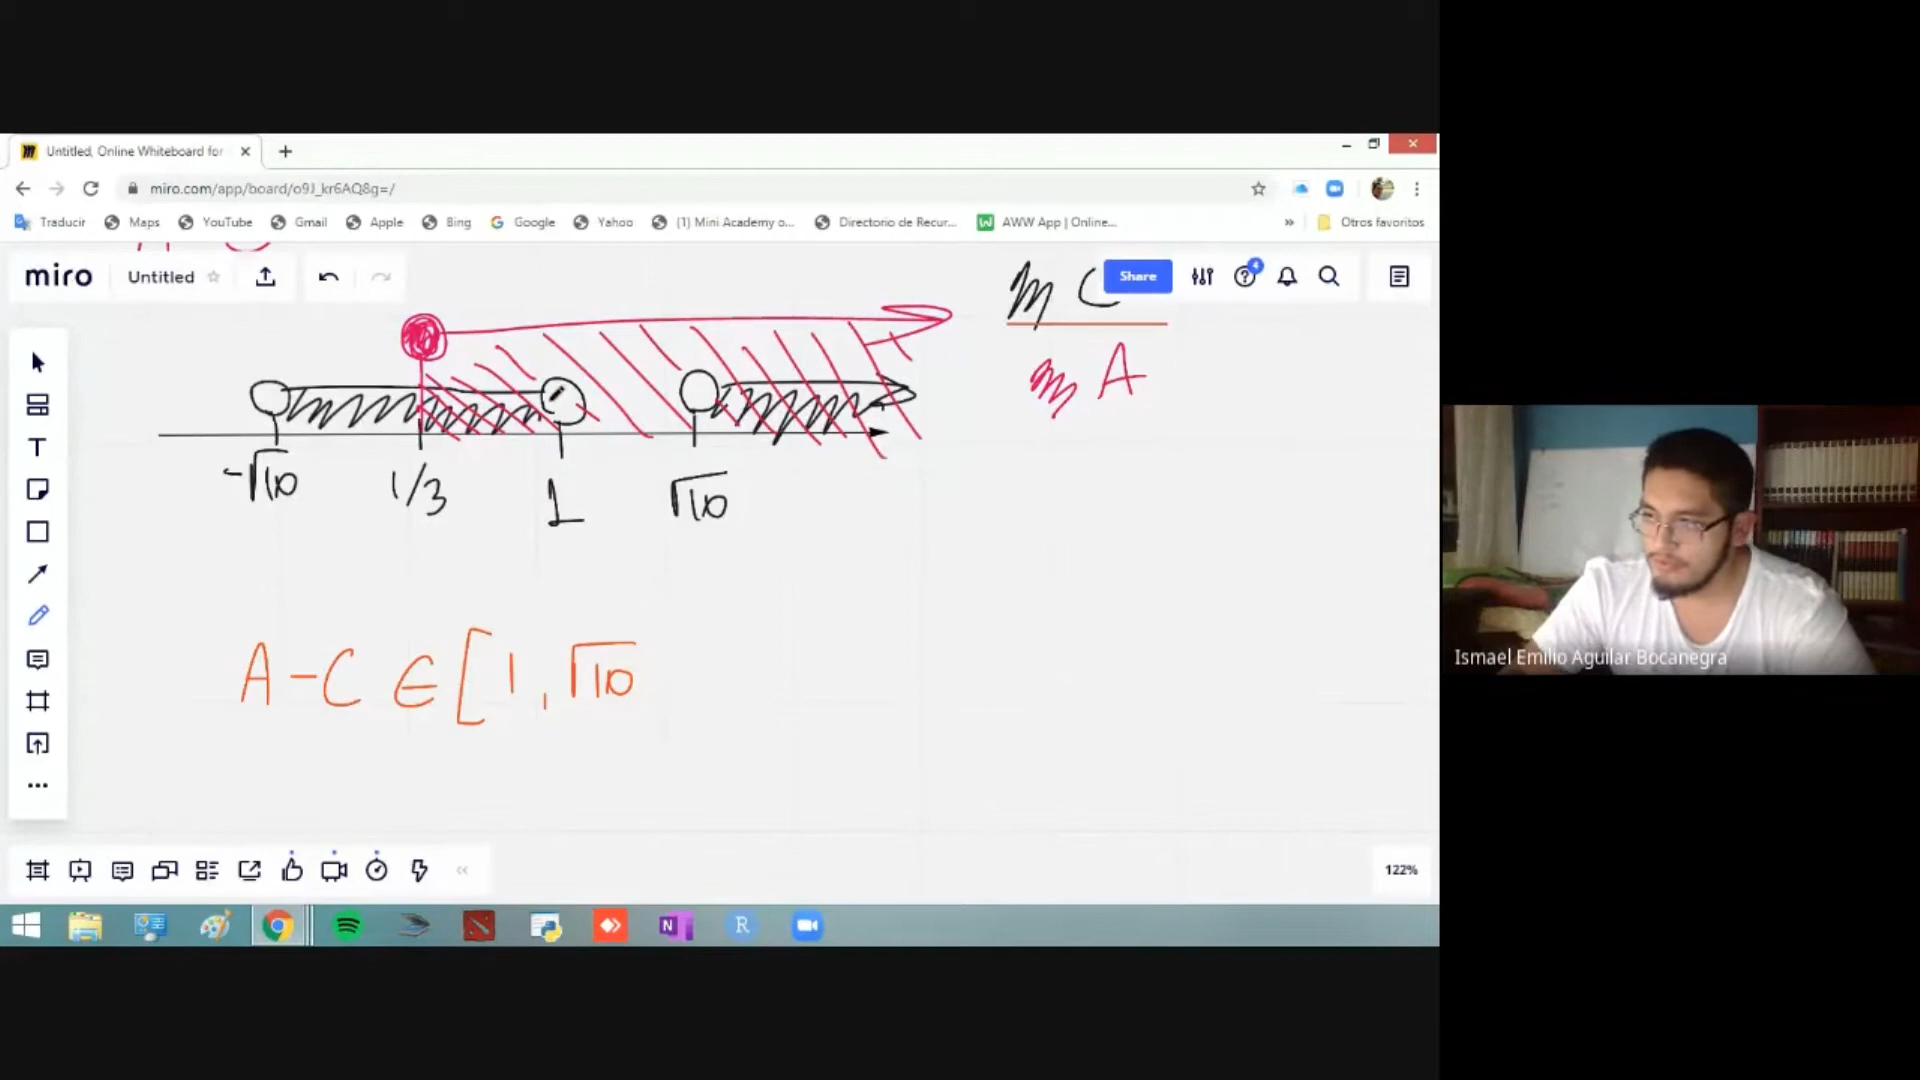 Untitled, Online Whiteboard for
miro.com/app/board/o9J_kr6AQ8g=/
Traducir Maps YouTube Gmail Apple Bing Google Yahoo (1) Mini Academy o... Directorio de Recur... AWW App | Online... » Otros favoritos
miro Untitled Share 4
C
A
-√10 1/3 1 √10
A-C ∈ [1, √10
Ismael Emilio Aguilar Bocanegra
122%
N R